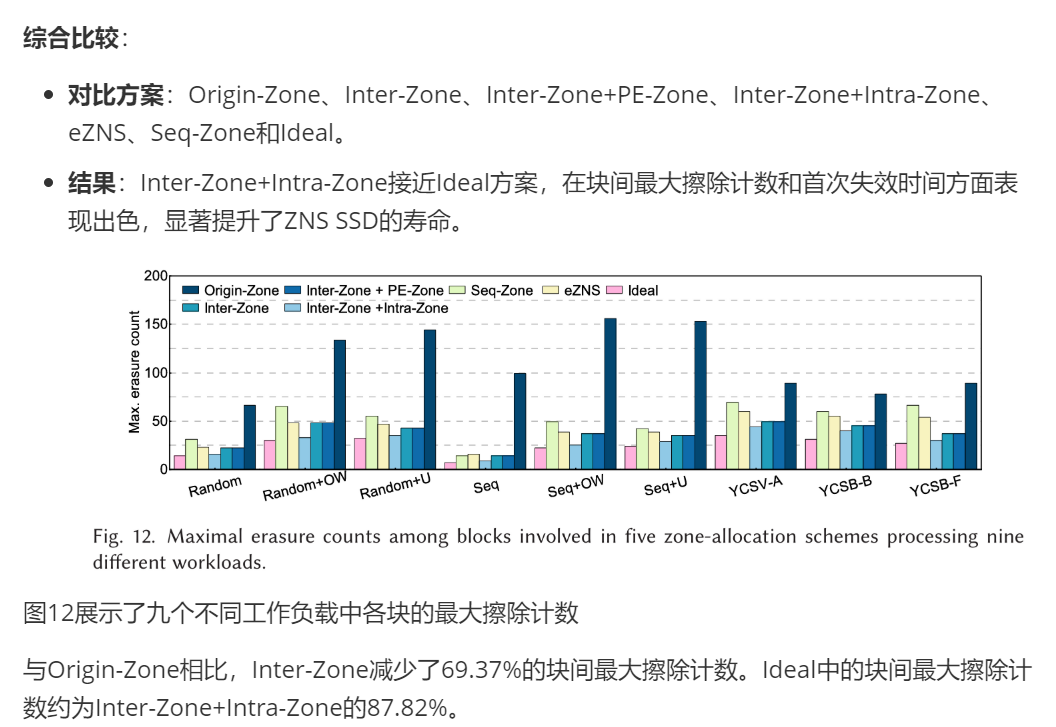 综合比较：
• 对比方案：Origin-Zone、Inter-Zone、Inter-Zone+PE-Zone、Inter-Zone+Intra-Zone、
eZNS、Seq-Zone和Ideal。
• 结果：Inter-Zone+Intra-Zone接近Ideal方案，在块间最大擦除计数和首次失效时间方面表
现出色，显著提升了ZNS SSD的寿命。
Max. erasure count
200
150
100
50
0
Origin-Zone Inter-Zone + PE-Zone Seq-Zone eZNS Ideal
Inter-Zone Inter-Zone +Intra-Zone
Random Random+OW Random+U Seq Seq+OW Seq+U YCSV-A YCSB-B YCSB-F
Fig. 12. Maximal erasure counts among blocks involved in five zone-allocation schemes processing nine
different workloads.
图12展示了九个不同工作负载中各块的最大擦除计数
与Origin-Zone相比，Inter-Zone减少了69.37%的块间最大擦除计数。Ideal中的块间最大擦除计
数约为Inter-Zone+Intra-Zone的87.82%。